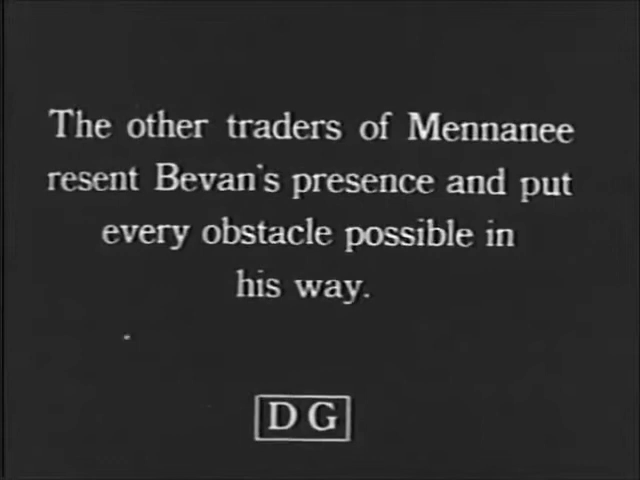 The other traders of Mennanee
resent Bevan's presence and put
every obstacle possible in
his way.
DG